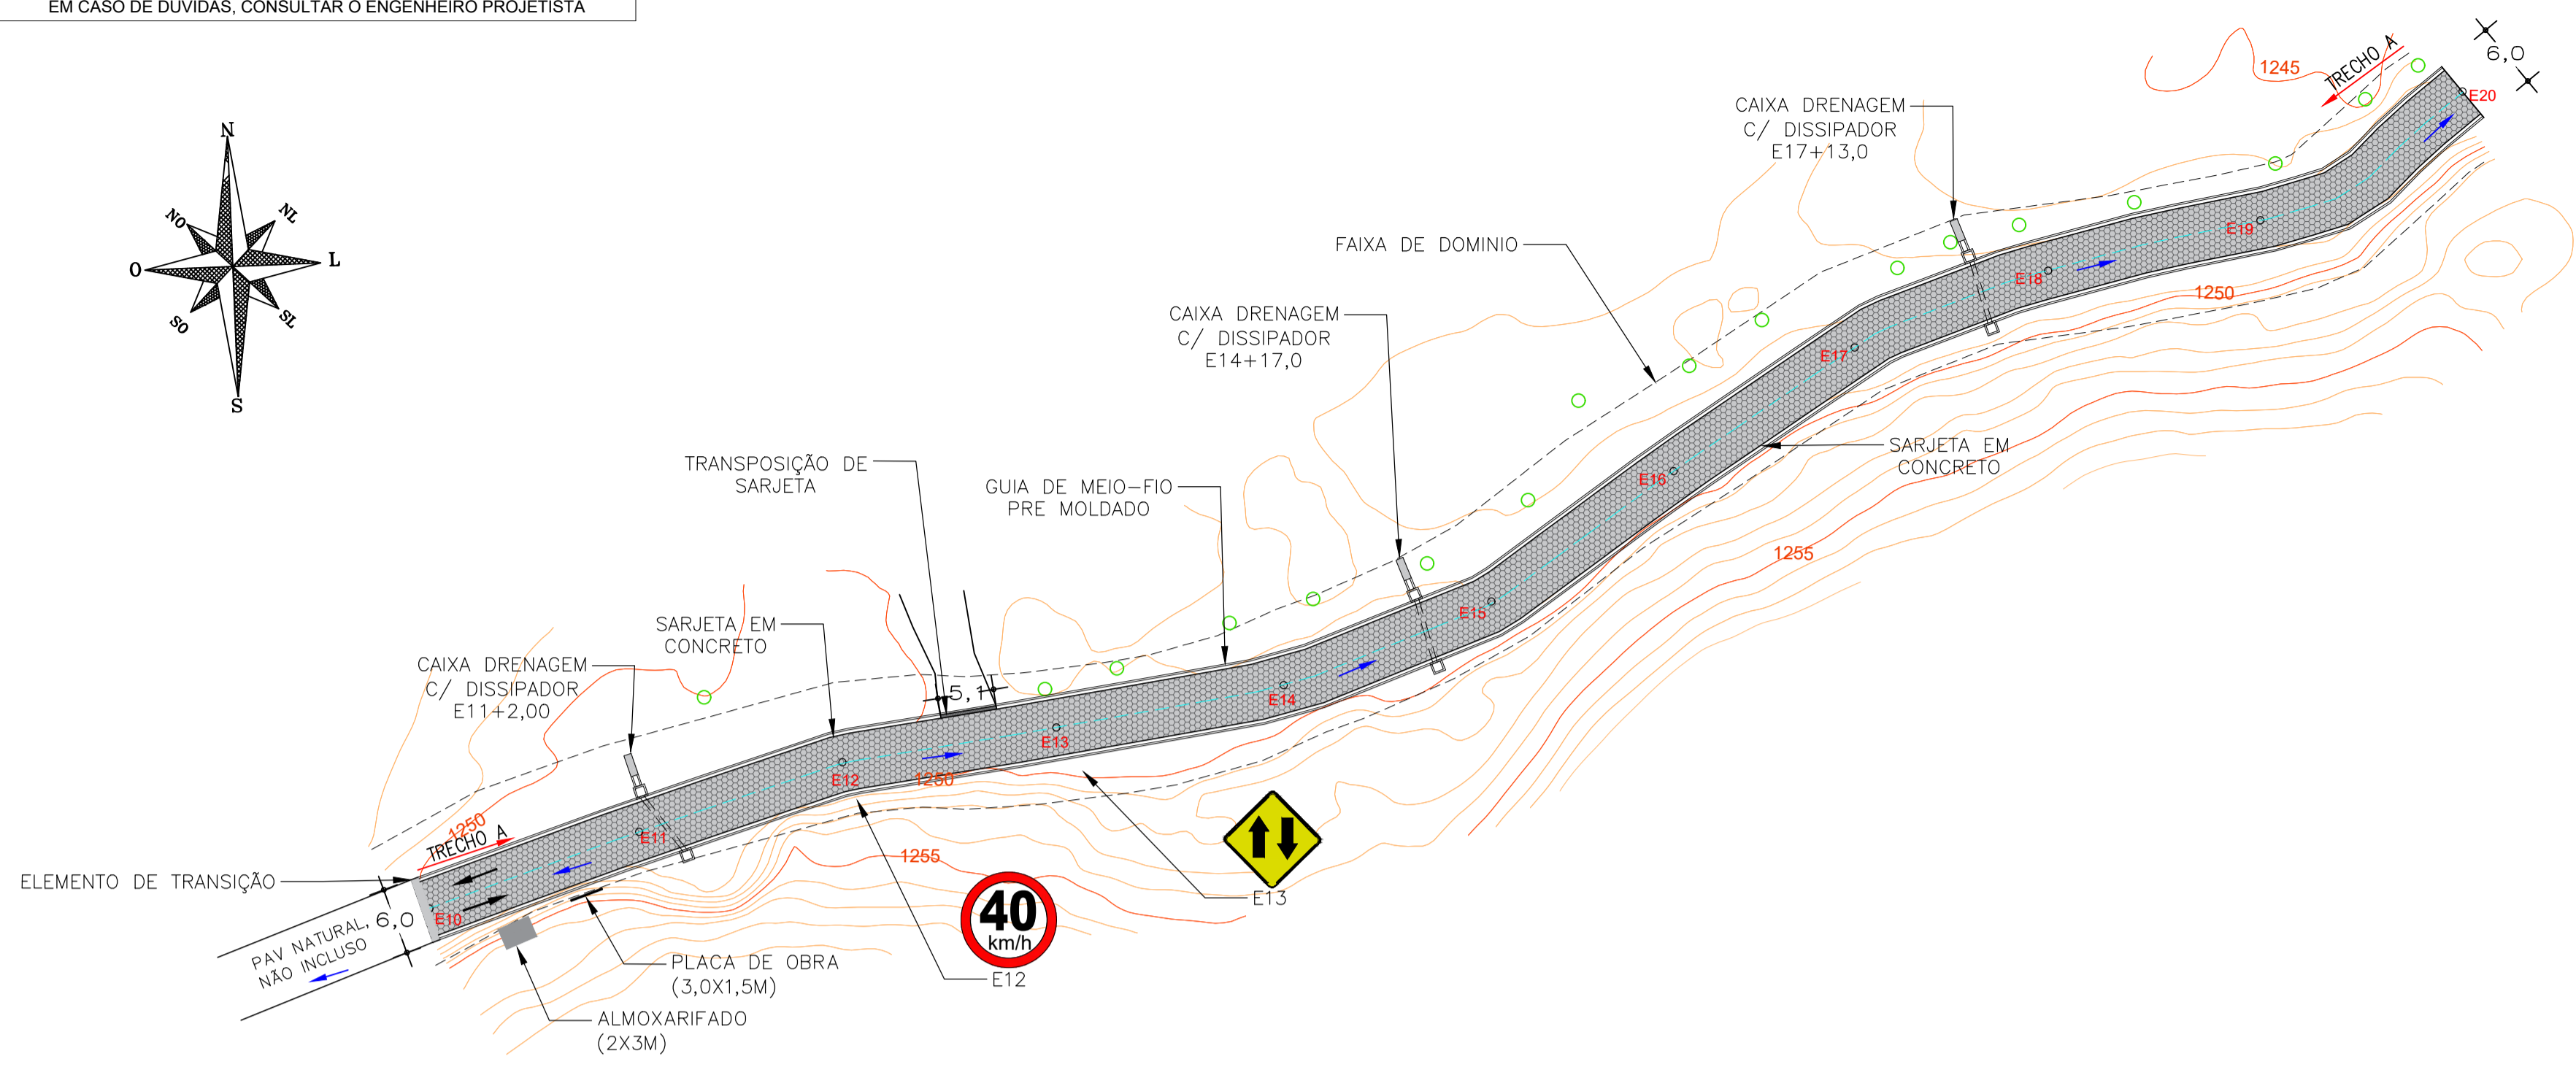 EM CASO DE DUVIDAS, CONSULTAR O ENGENHEIRO PROJETISTA
N
NO
NL
O
L
SO
SL
S
1245
TRECHO A
6,0
E20
CAIXA DRENAGEM
C/ DISSIPADOR
E17+13,0
FAIXA DE DOMINIO
E19
E18
1250
CAIXA DRENAGEM
C/ DISSIPADOR
E14+17,0
E17
SARJETA EM
CONCRETO
TRANSPOSIÇÃO DE
SARJETA
GUIA DE MEIO-FIO
PRE MOLDADO
E16
1255
E15
SARJETA EM
CONCRETO
CAIXA DRENAGEM
C/ DISSIPADOR
E11+2,00
5,1
E14
E13
E12
1250
1250
TRECHO A
E11
1255
ELEMENTO DE TRANSIÇÃO
E10
6,0
PAV NATURAL,
NÃO INCLUSO
40
km/h
E13
E12
PLACA DE OBRA
(3,0X1,5M)
ALMOXARIFADO
(2X3M)